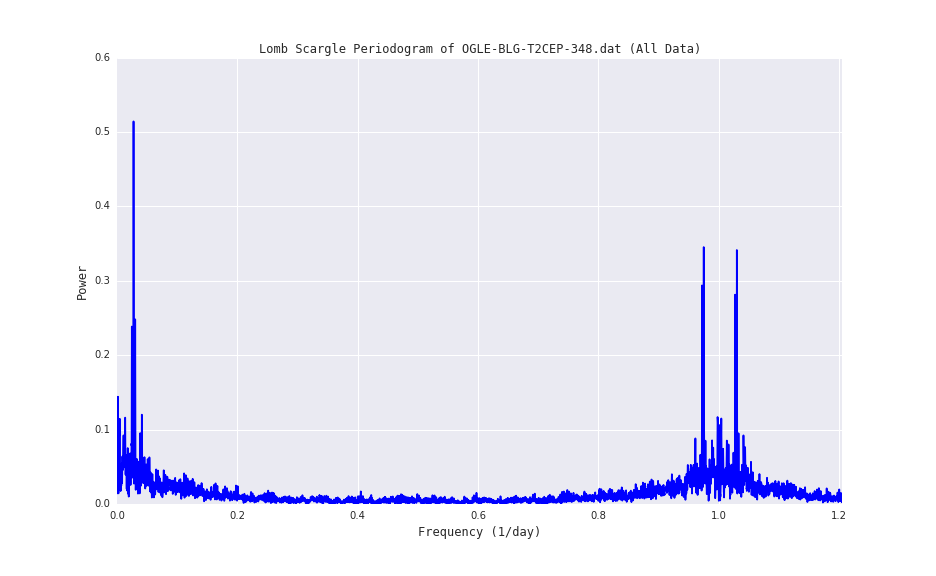 Lomb Scargle Periodogram of OGLE-BLG-T2CEP-348.dat (All Data)
0.6
0.5
0.4
0.3
0.2
0.1
0.0
Power
0.0 0.2 0.4 0.6 0.8 1.0 1.2
Frequency (1/day)